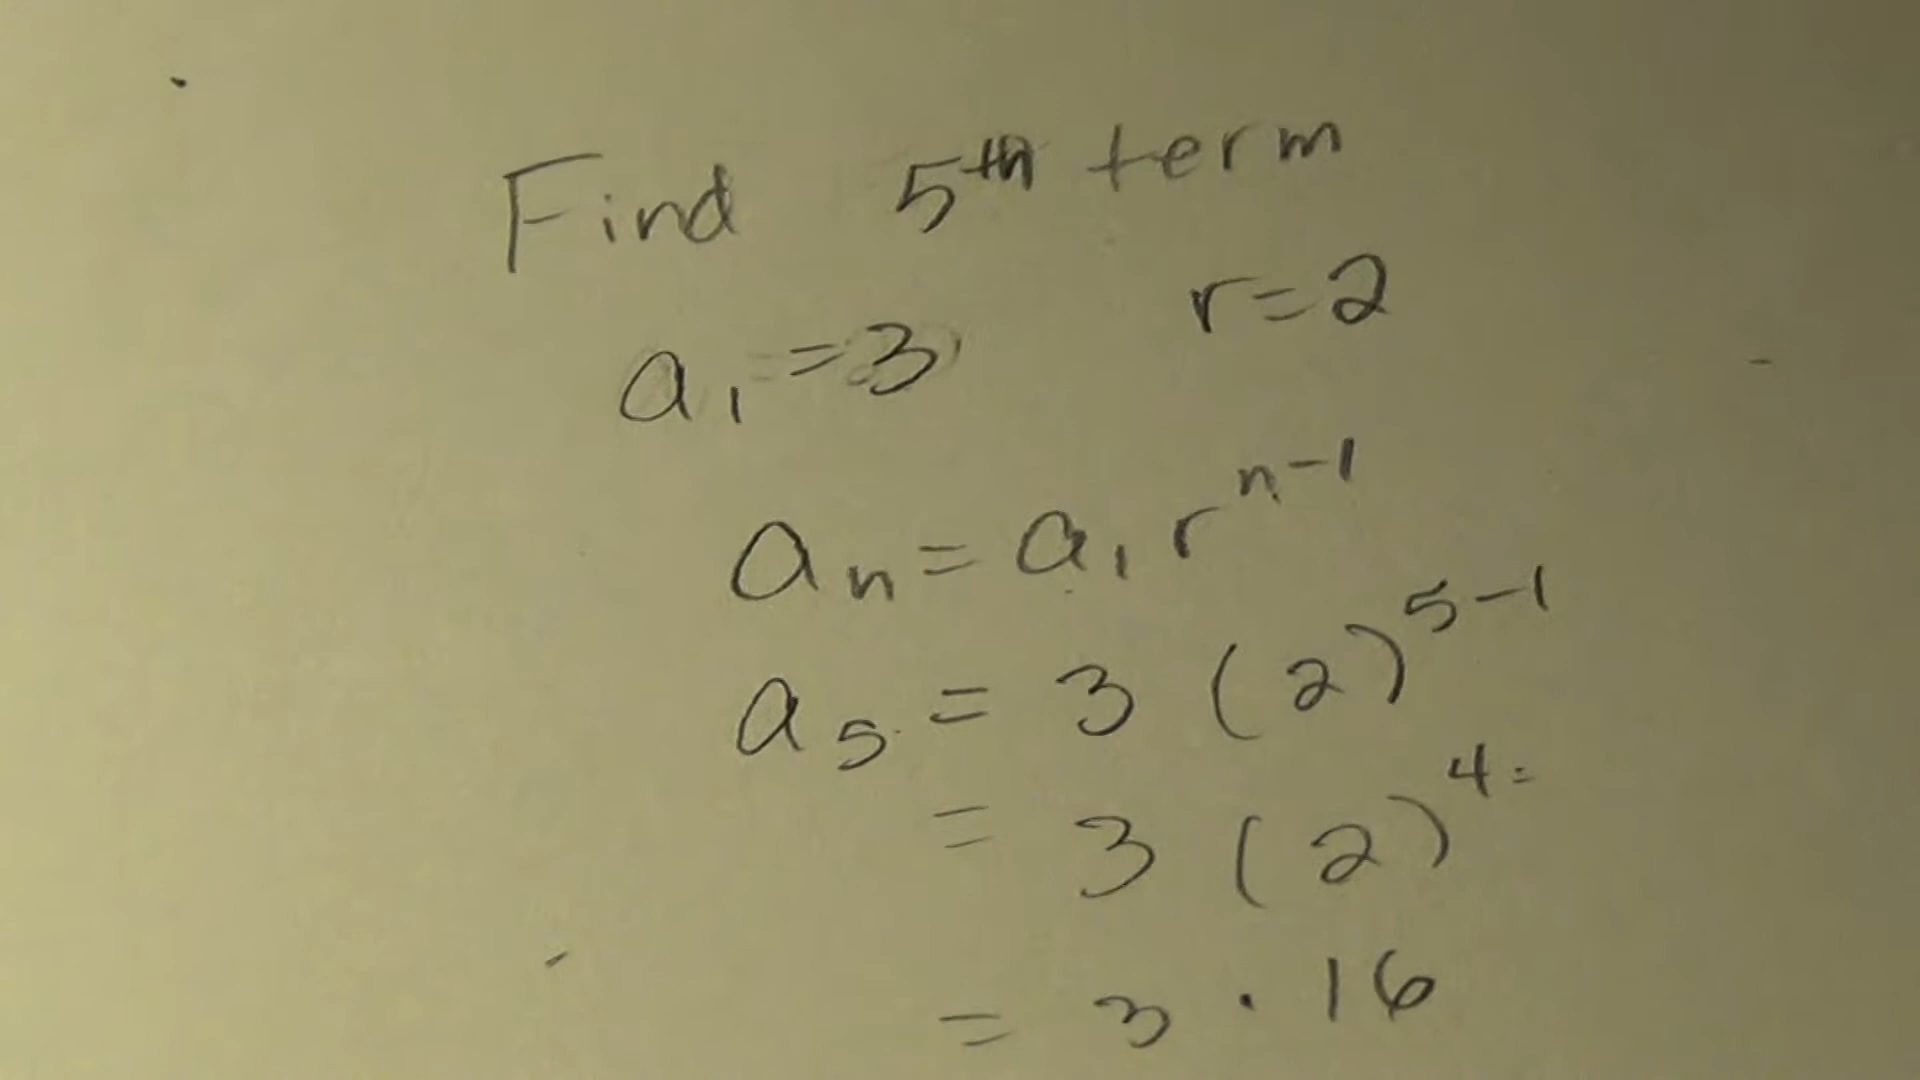 Find 5th term
a₁ = 3 r = 2
aₙ = a₁ rⁿ⁻¹
a₅ = 3 (2)⁵⁻¹
= 3 (2)⁴
= 3 · 16